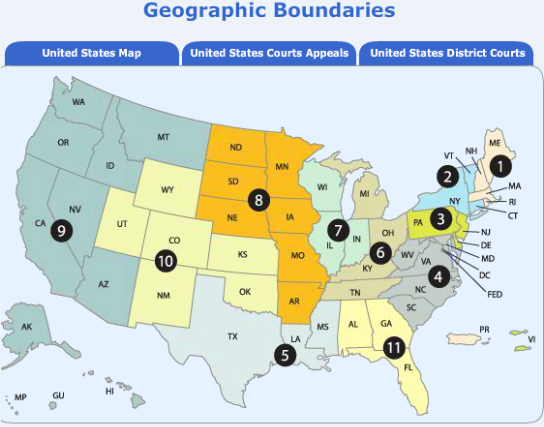 Geographic Boundaries
United States Map United States Courts Appeals United States District Courts
WA
MT
ND
MN
VT
NH
ME
1
OR
ID
SD
WI
MI
2
NY
MA
RI
CT
WY
8
NE
IA
PA
3
NJ
DE
MD
DC
FED
CA
9
NV
UT
CO
10
KS
MO
7
IL
IN
OH
6
WV
VA
4
KY
NC
AZ
NM
OK
AR
TN
SC
TX
LA
5
MS
AL
GA
11
FL
PR
VI
AK
HI
MP
GU